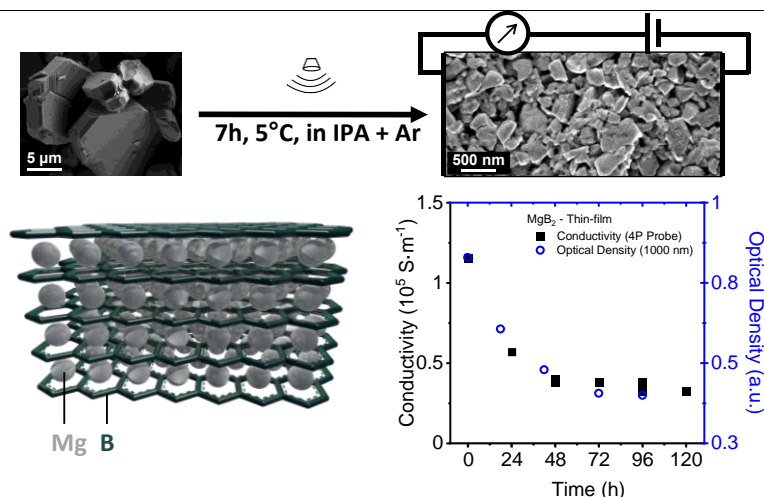 5 µm
7h, 5°C, in IPA + Ar
500 nm
Mg B
MgB₂ - Thin-film
Conductivity (4P Probe)
Optical Density (1000 nm)
1.5
1
0.5
0
Conductivity (10⁵ S·m⁻¹)
1
0.8
0.5
0.3
Optical Density (a.u.)
0 24 48 72 96 120
Time (h)